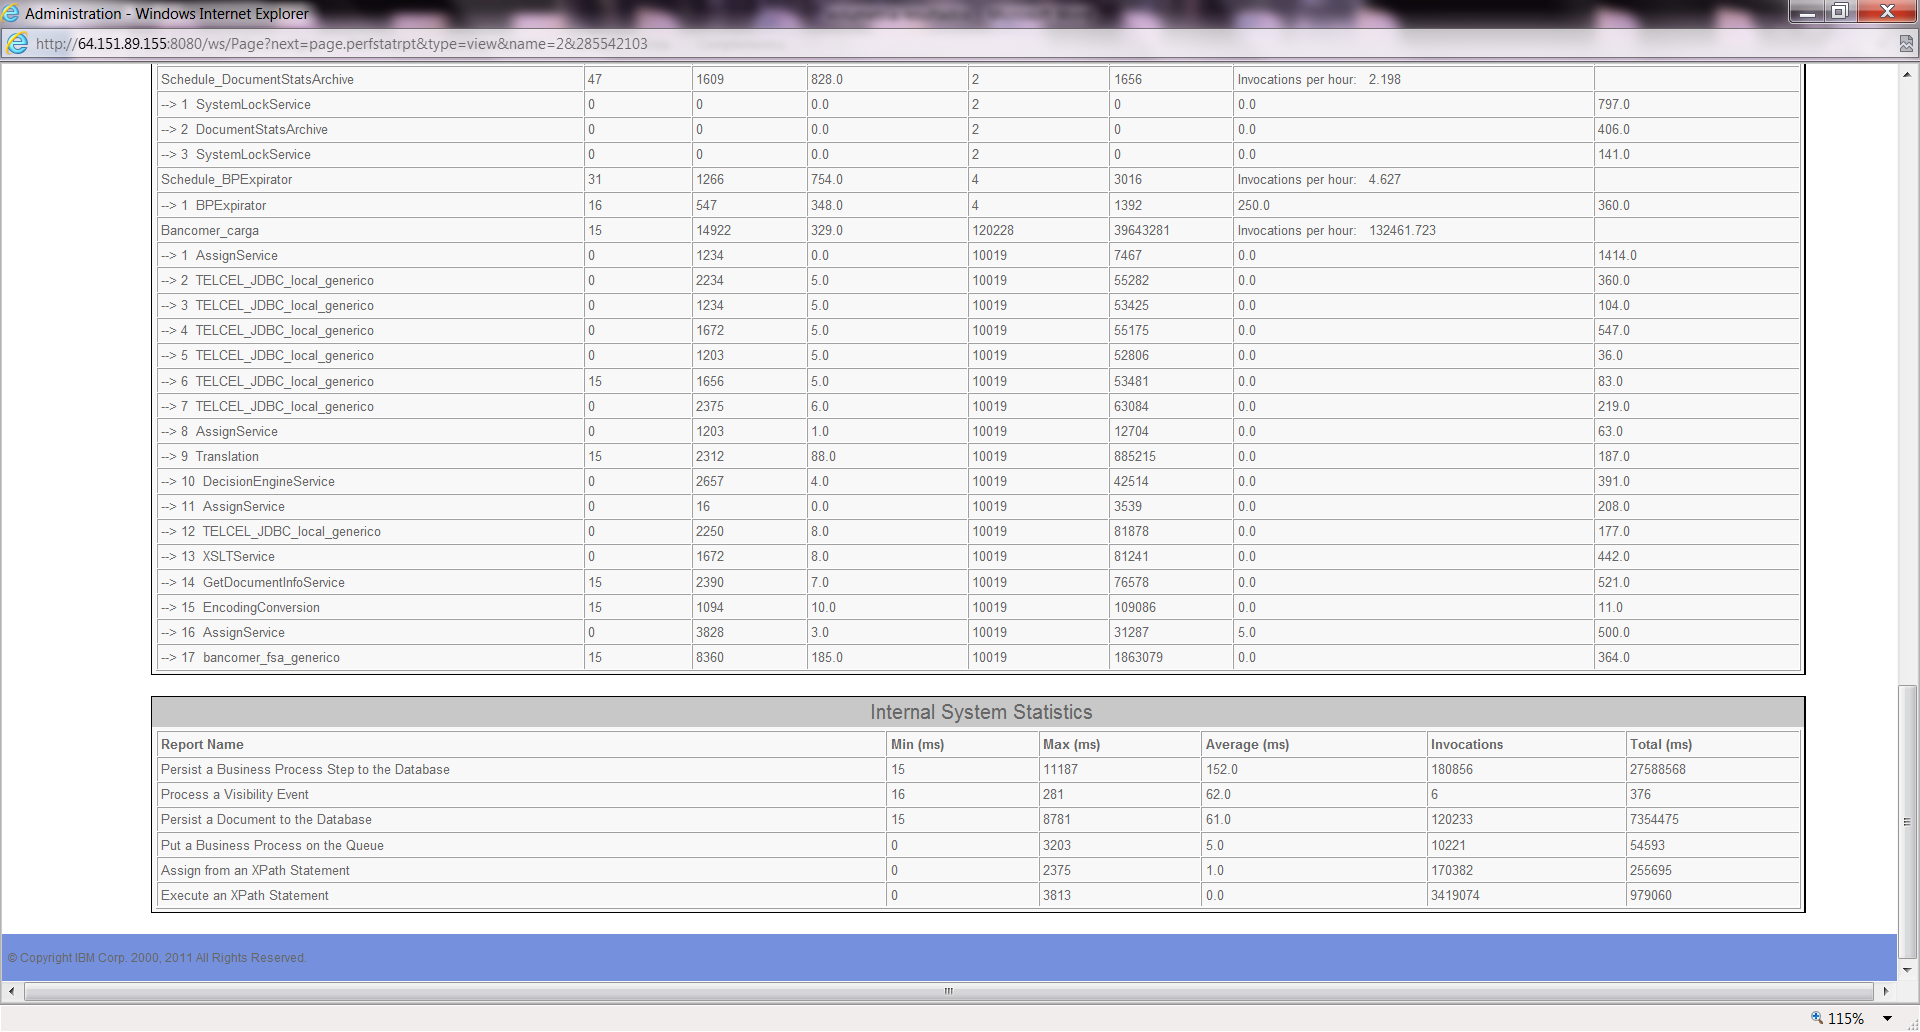 Administration - Windows Internet Explorer
http://64.151.89.155:8080/ws/Page?next=page.perfstatrpt&type=view&name=2&285542103
Schedule_DocumentStatsArchive 47 1609 828.0 2 1656 Invocations per hour: 2.198
--> 1 SystemLockService 0 0 0.0 2 0 0.0 797.0
--> 2 DocumentStatsArchive 0 0 0.0 2 0 0.0 406.0
--> 3 SystemLockService 0 0 0.0 2 0 0.0 141.0
Schedule_BPExpirator 31 1266 754.0 4 3016 Invocations per hour: 4.627
--> 1 BPExpirator 16 547 348.0 4 1392 250.0 360.0
Bancomer_carga 15 14922 329.0 120228 39643281 Invocations per hour: 132461.723
--> 1 AssignService 0 1234 0.0 10019 7467 0.0 1414.0
--> 2 TELCEL_JDBC_local_generico 0 2234 5.0 10019 55282 0.0 360.0
--> 3 TELCEL_JDBC_local_generico 0 1234 5.0 10019 53425 0.0 104.0
--> 4 TELCEL_JDBC_local_generico 0 1672 5.0 10019 55175 0.0 547.0
--> 5 TELCEL_JDBC_local_generico 0 1203 5.0 10019 52806 0.0 36.0
--> 6 TELCEL_JDBC_local_generico 15 1656 5.0 10019 53481 0.0 83.0
--> 7 TELCEL_JDBC_local_generico 0 2375 6.0 10019 63084 0.0 219.0
--> 8 AssignService 0 1203 1.0 10019 12704 0.0 63.0
--> 9 Translation 15 2312 88.0 10019 885215 0.0 187.0
--> 10 DecisionEngineService 0 2657 4.0 10019 42514 0.0 391.0
--> 11 AssignService 0 16 0.0 10019 3539 0.0 208.0
--> 12 TELCEL_JDBC_local_generico 0 2250 8.0 10019 81878 0.0 177.0
--> 13 XSLTService 0 1672 8.0 10019 81241 0.0 442.0
--> 14 GetDocumentInfoService 15 2390 7.0 10019 76578 0.0 521.0
--> 15 EncodingConversion 15 1094 10.0 10019 109086 0.0 11.0
--> 16 AssignService 0 3828 3.0 10019 31287 5.0 500.0
--> 17 bancomer_fsa_generico 15 8360 185.0 10019 1863079 0.0 364.0
Internal System Statistics
Report Name Min (ms) Max (ms) Average (ms) Invocations Total (ms)
Persist a Business Process Step to the Database 15 11187 152.0 180856 27588568
Process a Visibility Event 16 281 62.0 6 376
Persist a Document to the Database 15 8781 61.0 120233 7354475
Put a Business Process on the Queue 0 3203 5.0 10221 54593
Assign from an XPath Statement 0 2375 1.0 170382 255695
Execute an XPath Statement 0 3813 0.0 3419074 979060
© Copyright IBM Corp. 2000, 2011 All Rights Reserved.
115%